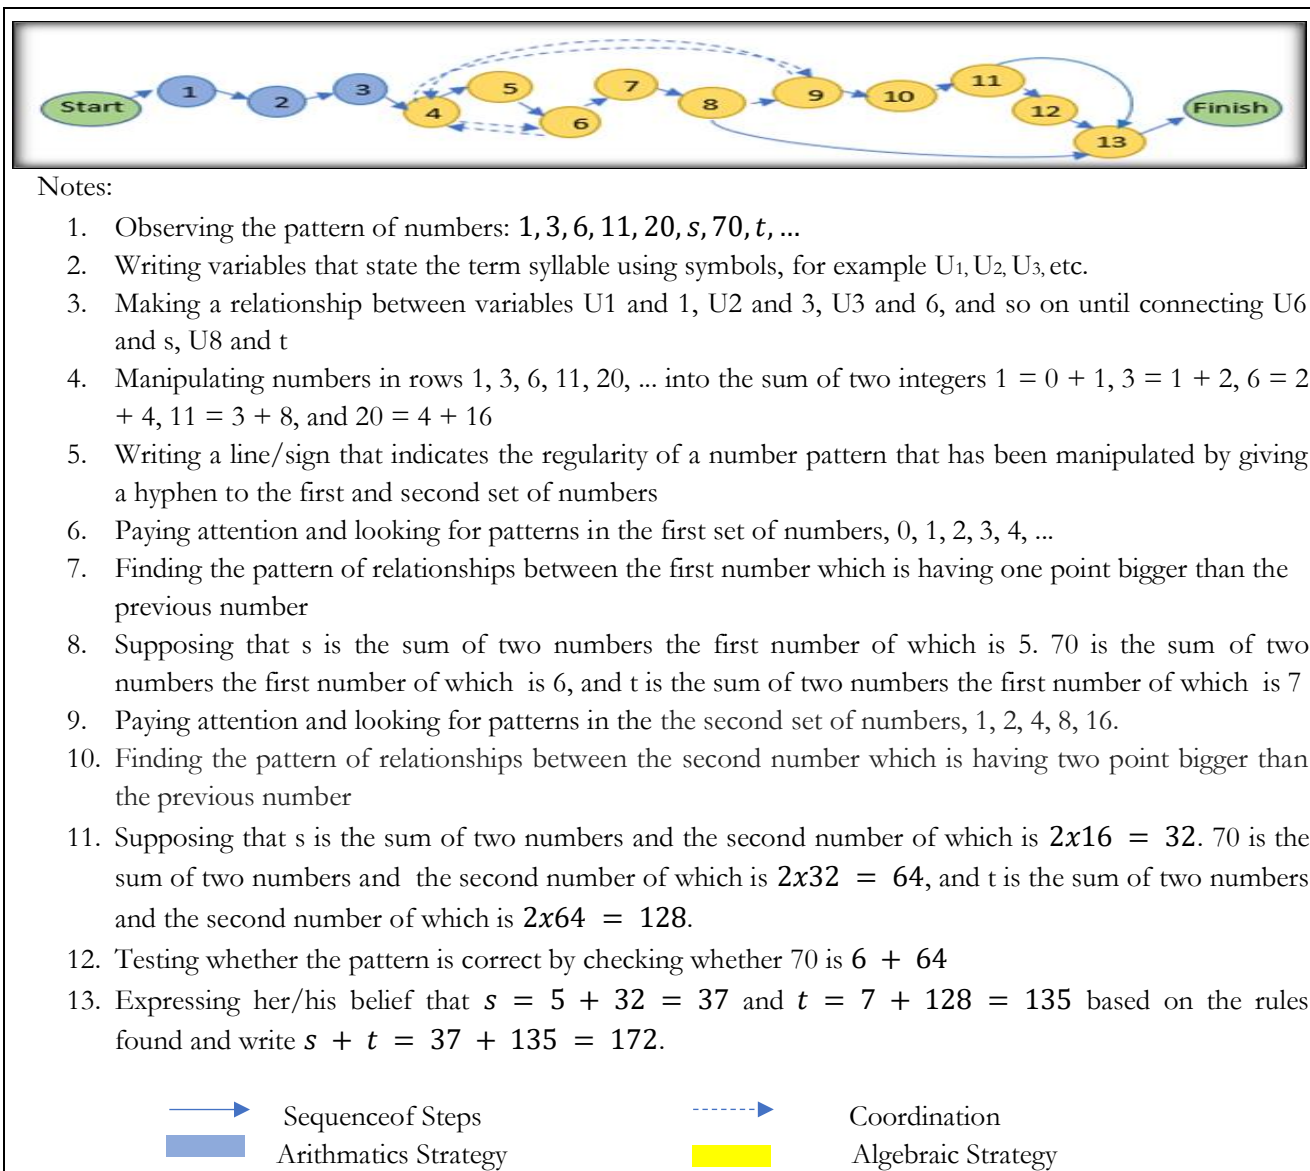 Start 1 2 3 4 5 6 7 8 9 10 11 12 13 Finish
Notes:
1. Observing the pattern of numbers: 1, 3, 6, 11, 20, s, 70, t, ...
2. Writing variables that state the term syllable using symbols, for example U1, U2, U3, etc.
3. Making a relationship between variables U1 and 1, U2 and 3, U3 and 6, and so on until connecting U6
and s, U8 and t
4. Manipulating numbers in rows 1, 3, 6, 11, 20, ... into the sum of two integers 1 = 0 + 1, 3 = 1 + 2, 6 = 2
+ 4, 11 = 3 + 8, and 20 = 4 + 16
5. Writing a line/sign that indicates the regularity of a number pattern that has been manipulated by giving
a hyphen to the first and second set of numbers
6. Paying attention and looking for patterns in the first set of numbers, 0, 1, 2, 3, 4, ...
7. Finding the pattern of relationships between the first number which is having one point bigger than the
previous number
8. Supposing that s is the sum of two numbers the first number of which is 5. 70 is the sum of two
numbers the first number of which is 6, and t is the sum of two numbers the first number of which is 7
9. Paying attention and looking for patterns in the the second set of numbers, 1, 2, 4, 8, 16.
10. Finding the pattern of relationships between the second number which is having two point bigger than
the previous number
11. Supposing that s is the sum of two numbers and the second number of which is 2x16 = 32. 70 is the
sum of two numbers and the second number of which is 2x32 = 64, and t is the sum of two numbers
and the second number of which is 2x64 = 128.
12. Testing whether the pattern is correct by checking whether 70 is 6 + 64
13. Expressing her/his belief that s = 5 + 32 = 37 and t = 7 + 128 = 135 based on the rules
found and write s + t = 37 + 135 = 172.
Sequenceof Steps Coordination
Arithmatics Strategy Algebraic Strategy